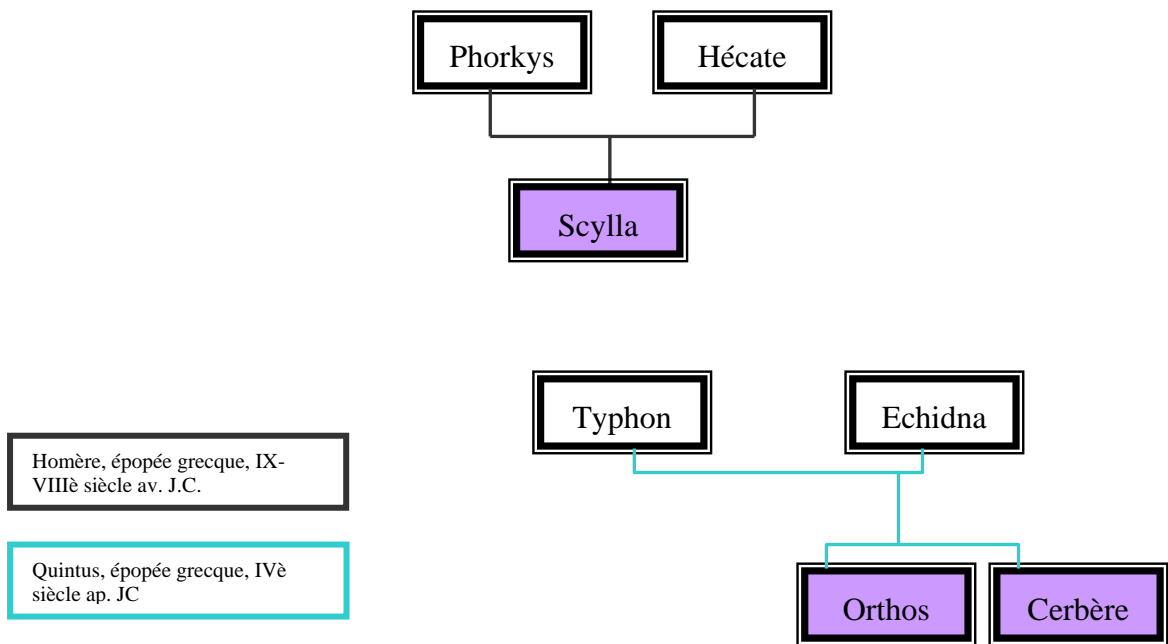 Phorkys
Hécate
Scylla
Typhon
Echidna
Homère, épopée grecque, IX-
VIIIè siècle av. J.C.
Quintus, épopée grecque, IVè
siècle ap. JC
Orthos
Cerbère